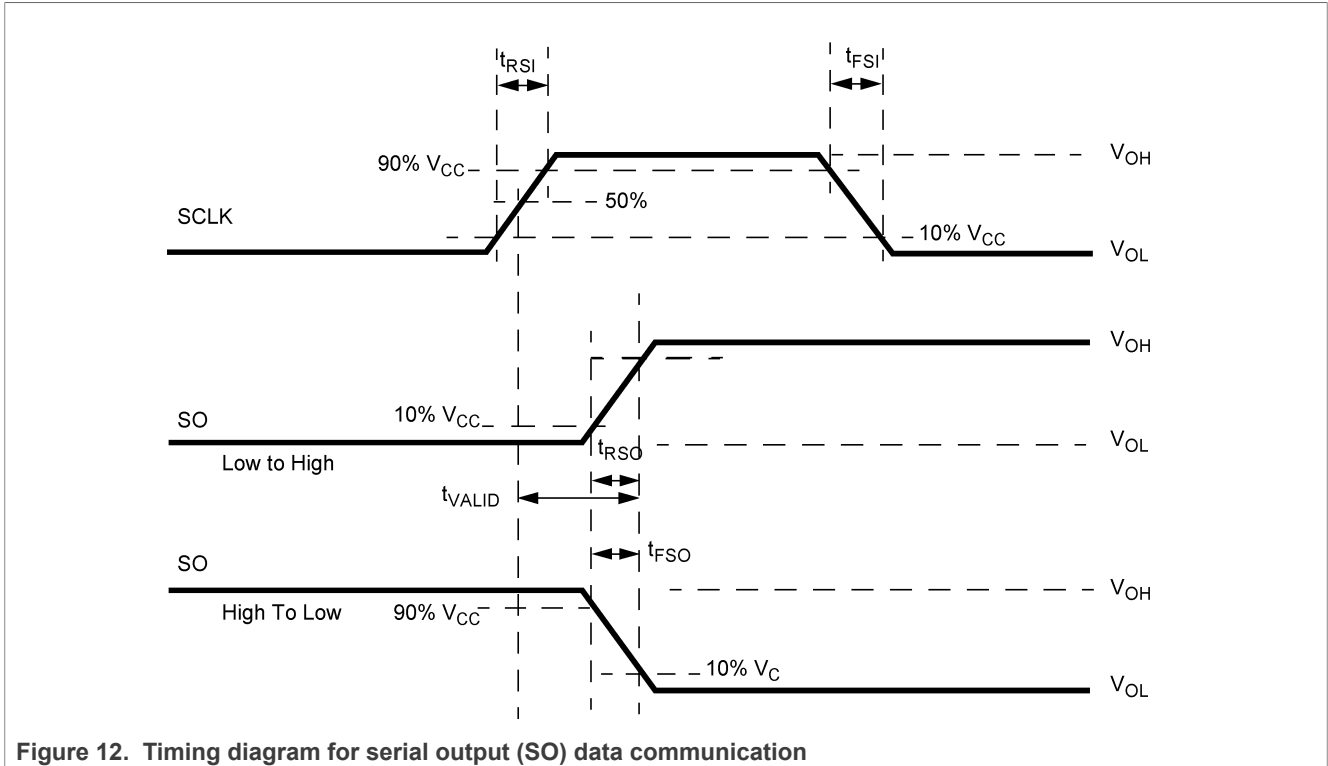 tRSI
tFSI
90% VCC
VOH
50%
SCLK
10% VCC
VOL
VOH
10% VCC
SO
VOL
Low to High
tRSO
tVALID
tFSO
SO
VOH
High To Low
90% VCC
10% VC
VOL
Figure 12. Timing diagram for serial output (SO) data communication